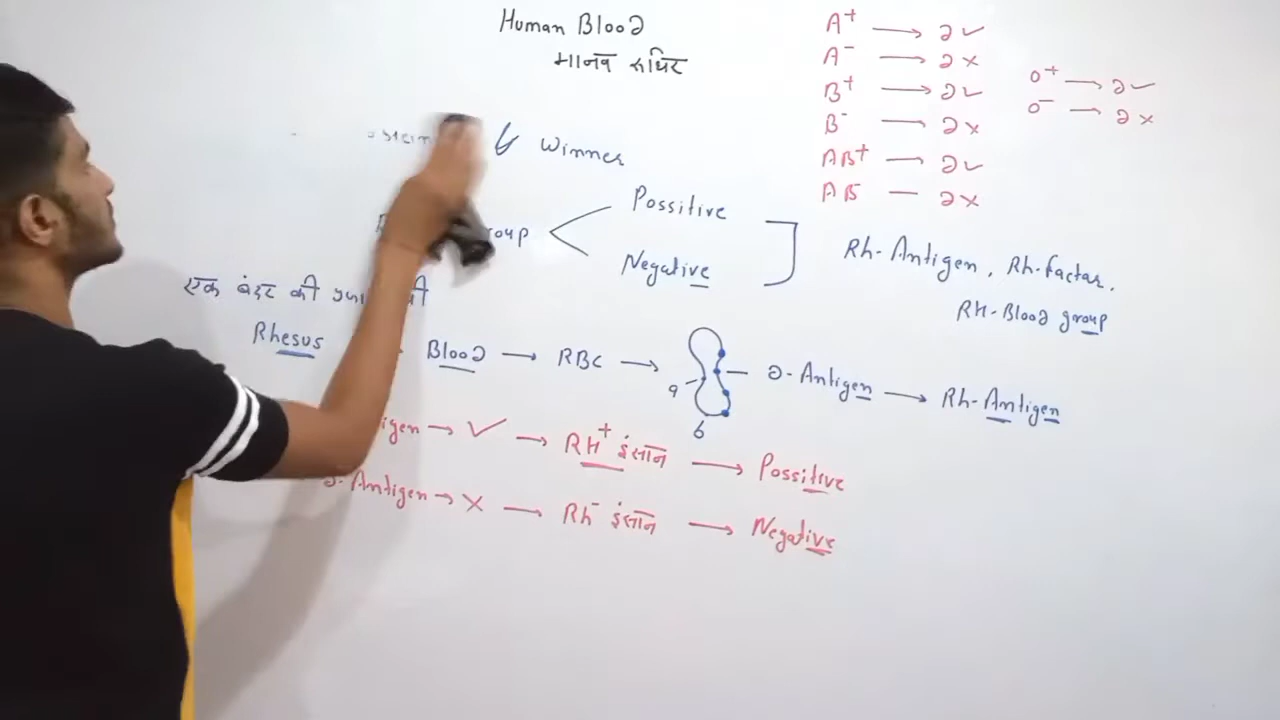 Human Blood
मानव रुधिर
Winner
Possitive
Negative
Rh-Antigen, Rh-factar.
RH-Blood group
एक बंदर की
Rhesus Blood → RBC → 9 6 — D-Antigen → Rh-Antigen
→ ✓ → RH+ इंसान → Possitive
Antigen → X → Rh- इंसान → Negative
A+ → D ✓
A- → D ×
B+ → D ✓
B- → D ×
AB+ → D ✓
AB- — D ×
O+ → D ✓
O- → D ×